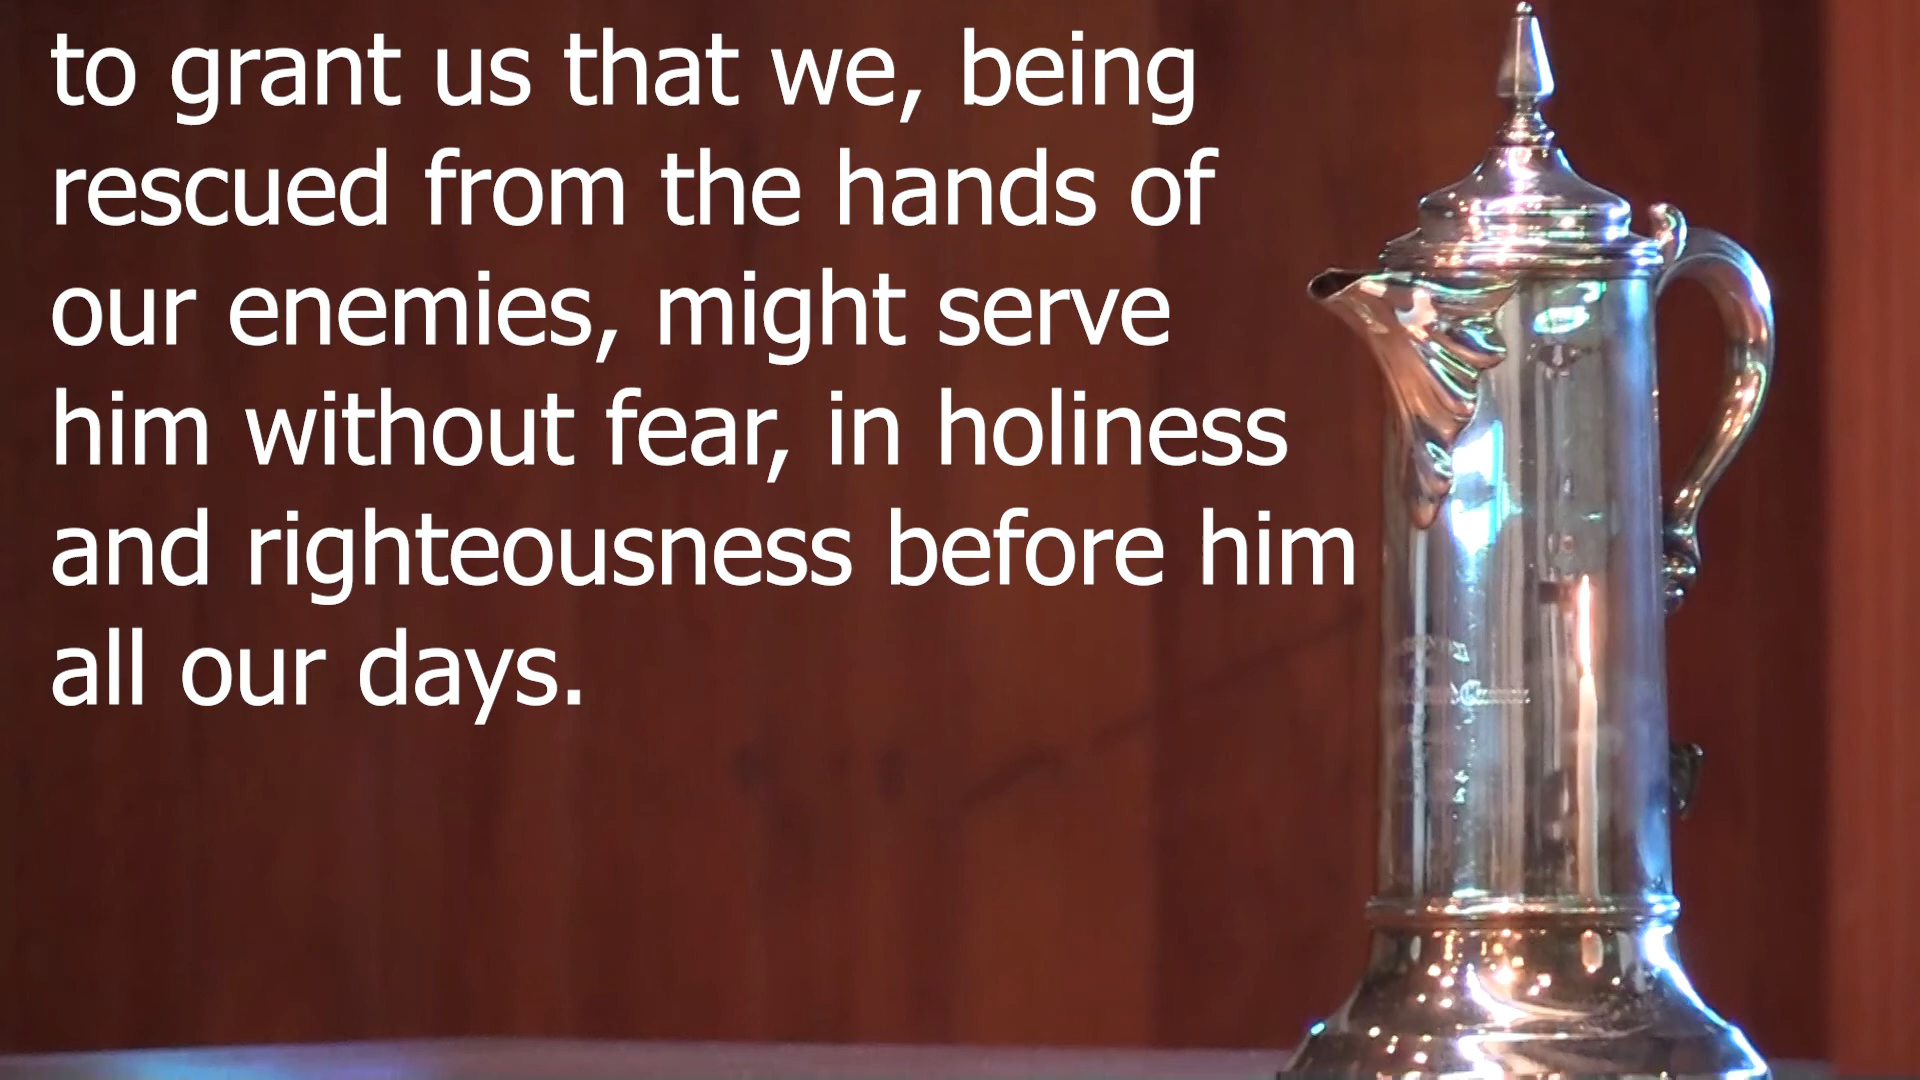 to grant us that we, being
rescued from the hands of
our enemies, might serve
him without fear, in holiness
and righteousness before him
all our days.